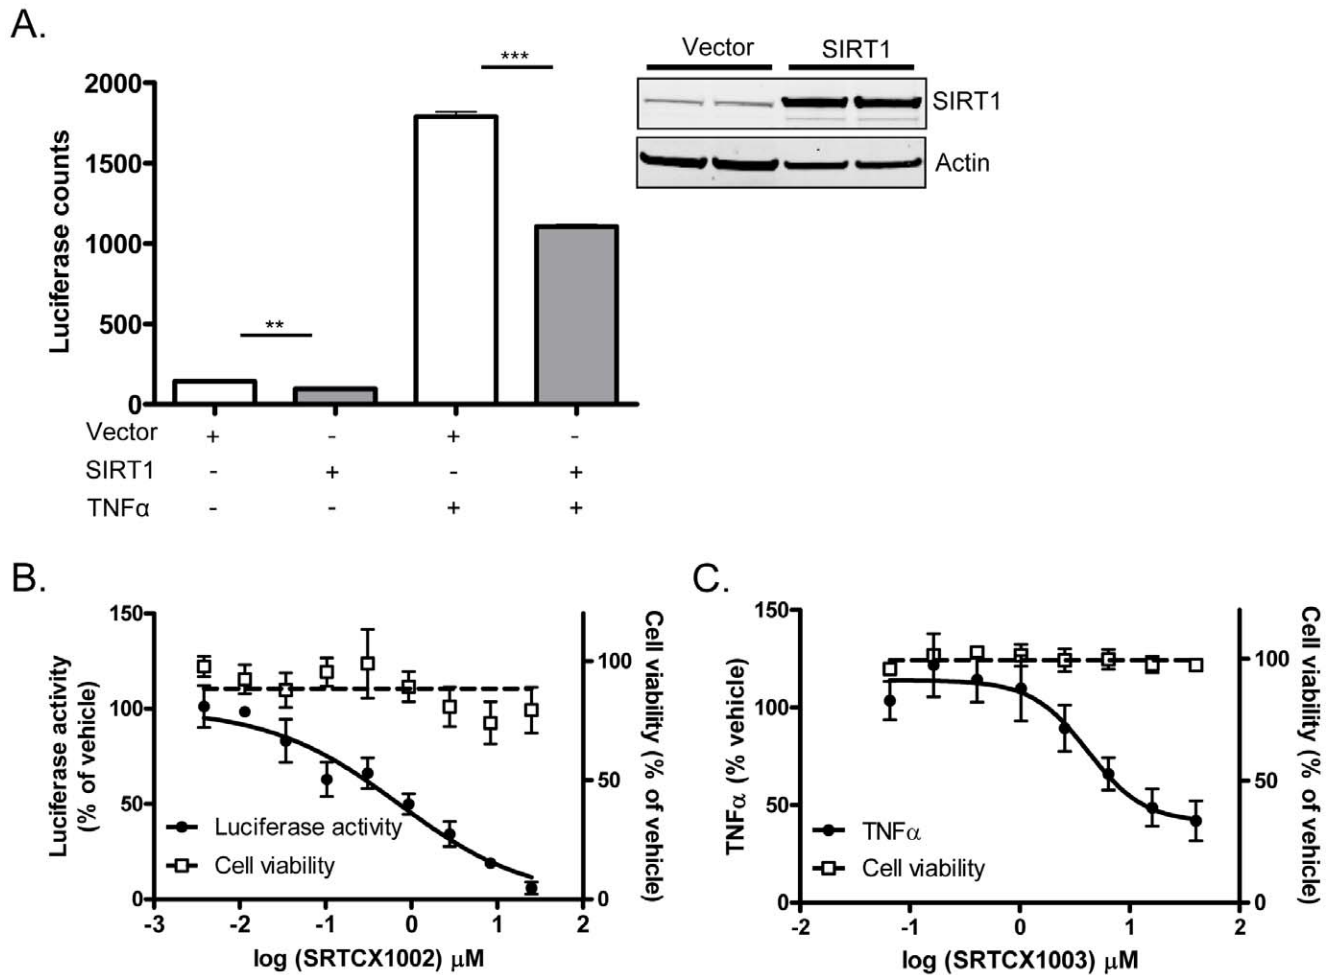 A.
Vector SIRT1
SIRT1
Actin
***
**
Luciferase counts
2000
1500
1000
500
0
Vector + - + -
SIRT1 - + - +
TNFα - - + +
B.
Luciferase activity
(% of vehicle)
150
100
50
0
Luciferase activity
Cell viability
100
50
0
Cell viability (% of vehicle)
-3 -2 -1 0 1 2
log (SRTCX1002) μM
C.
TNFα (% vehicle)
150
100
50
0
TNFα
Cell viability
100
50
0
Cell viability (% of vehicle)
-2 -1 0 1 2
log (SRTCX1003) μM